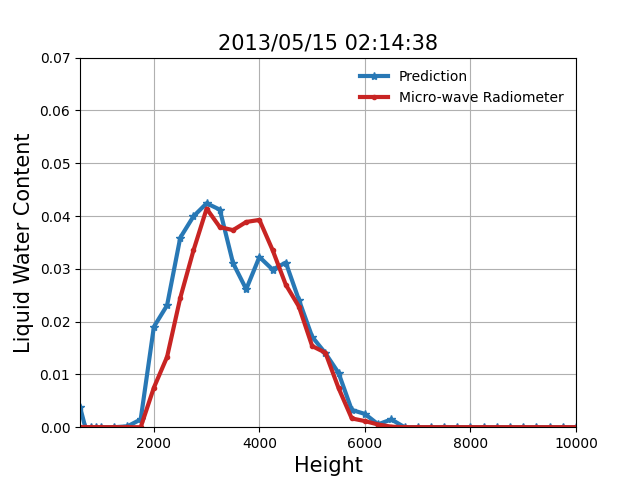 2013/05/15 02:14:38
Prediction
Micro-wave Radiometer
Liquid Water Content
0.07
0.06
0.05
0.04
0.03
0.02
0.01
0.00
2000 4000 6000 8000 10000
Height